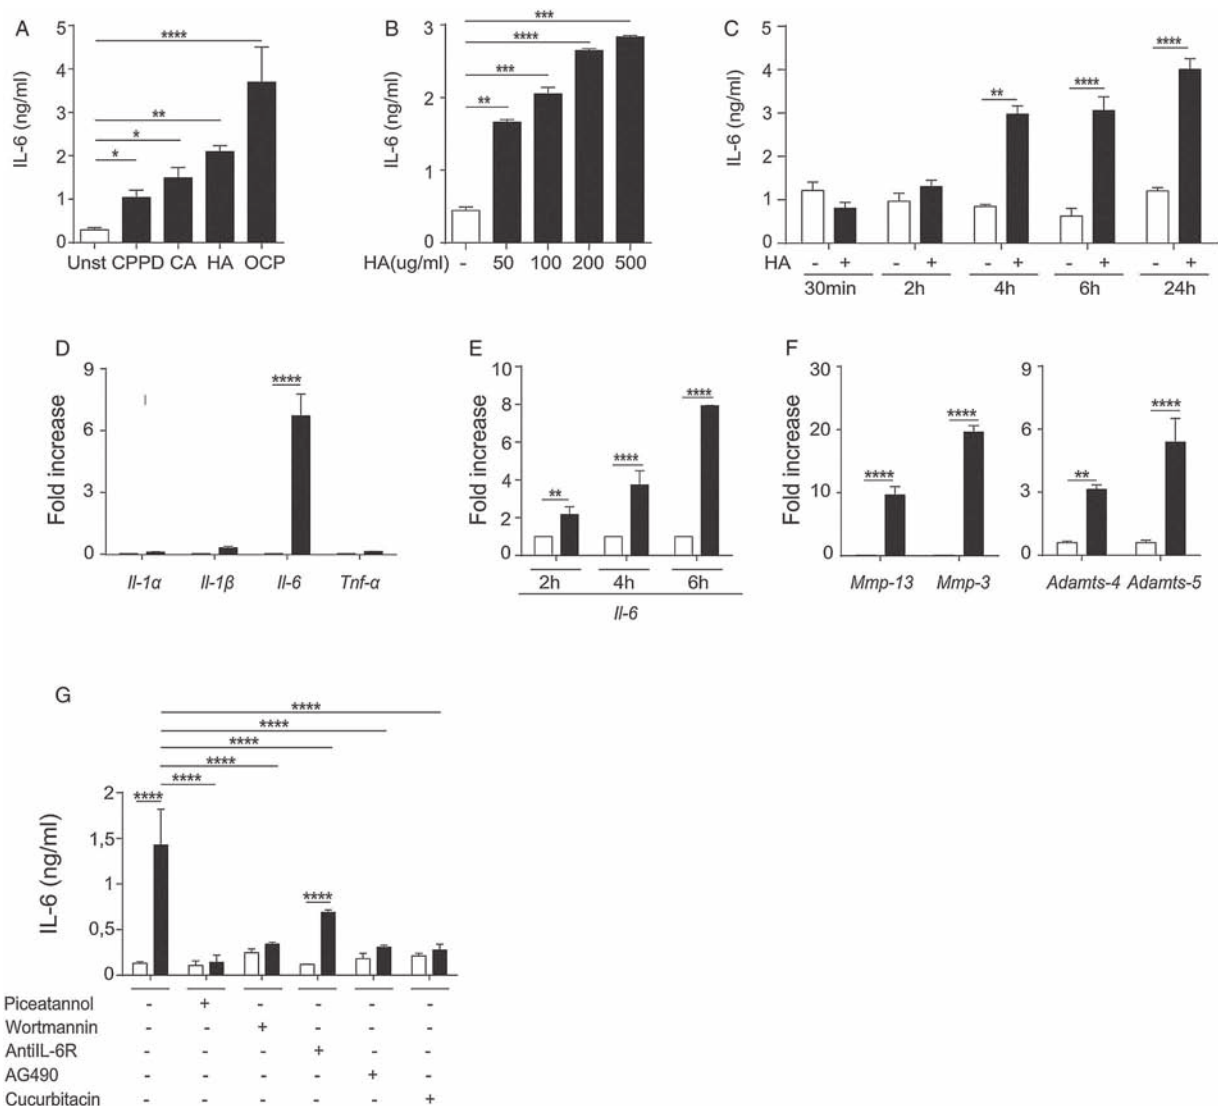 A
IL-6 (ng/ml)
5
4
3
2
1
0
****
**
*
*
Unst CPPD CA HA OCP
B
IL-6 (ng/ml)
3
2
1
0
***
****
***
**
HA(ug/ml) - 50 100 200 500
C
IL-6 (ng/ml)
5
4
3
2
1
0
**
****
****
HA - + - + - + - + - +
30min 2h 4h 6h 24h
D
Fold increase
9
6
3
0
****
Il-1α Il-1β Il-6 Tnf-α
E
Fold increase
10
8
6
4
2
0
**
****
****
2h 4h 6h
Il-6
F
Fold increase
30
20
10
0
****
****
Mmp-13 Mmp-3
9
6
3
0
**
****
Adamts-4 Adamts-5
G
IL-6 (ng/ml)
2
1,5
1
0,5
0
****
****
****
****
****
****
****
Piceatannol - + - - - -
Wortmannin - - + - - -
AntiIL-6R - - - + - -
AG490 - - - - + -
Cucurbitacin - - - - - +